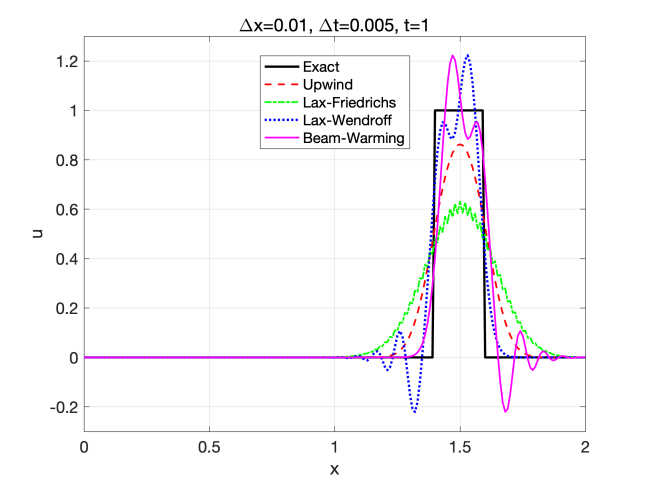 Δx=0.01, Δt=0.005, t=1
1.2
1
0.8
0.6
0.4
0.2
0
-0.2
u
Exact
Upwind
Lax-Friedrichs
Lax-Wendroff
Beam-Warming
0 0.5 1 1.5 2
x